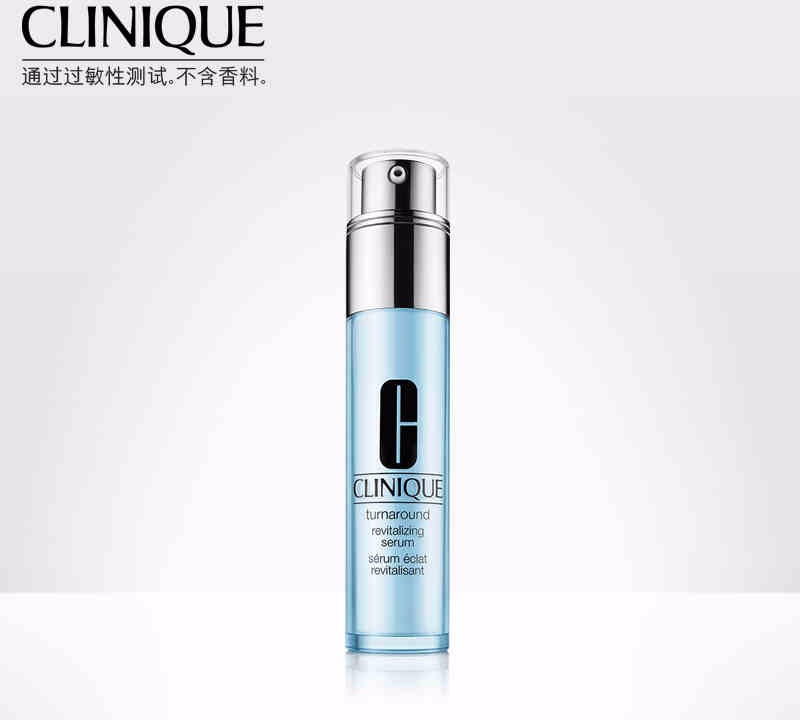 CLINIQUE
通过过敏性测试。不含香料。
CLINIQUE
turnaround
revitalizing
serum
sérum éclat
revitalisant